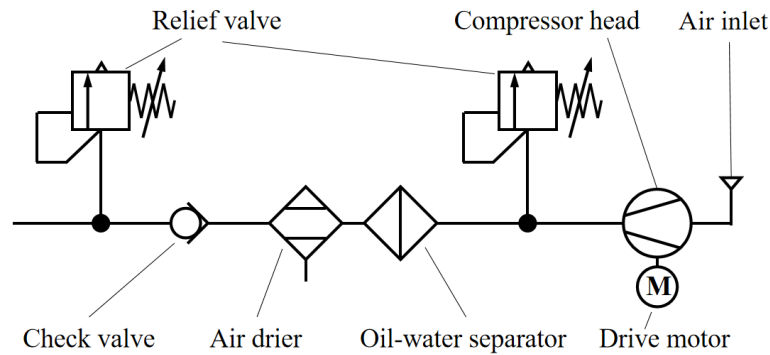 Relief valve
Compressor head
Air inlet
M
Check valve
Air drier
Oil-water separator
Drive motor